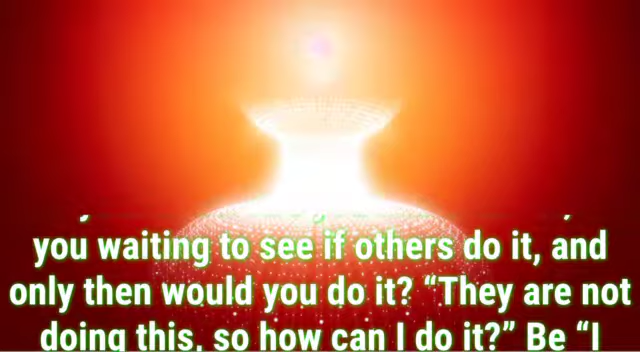 you waiting to see if others do it, and
only then would you do it? “They are not
doing this, so how can I do it?” Be “I